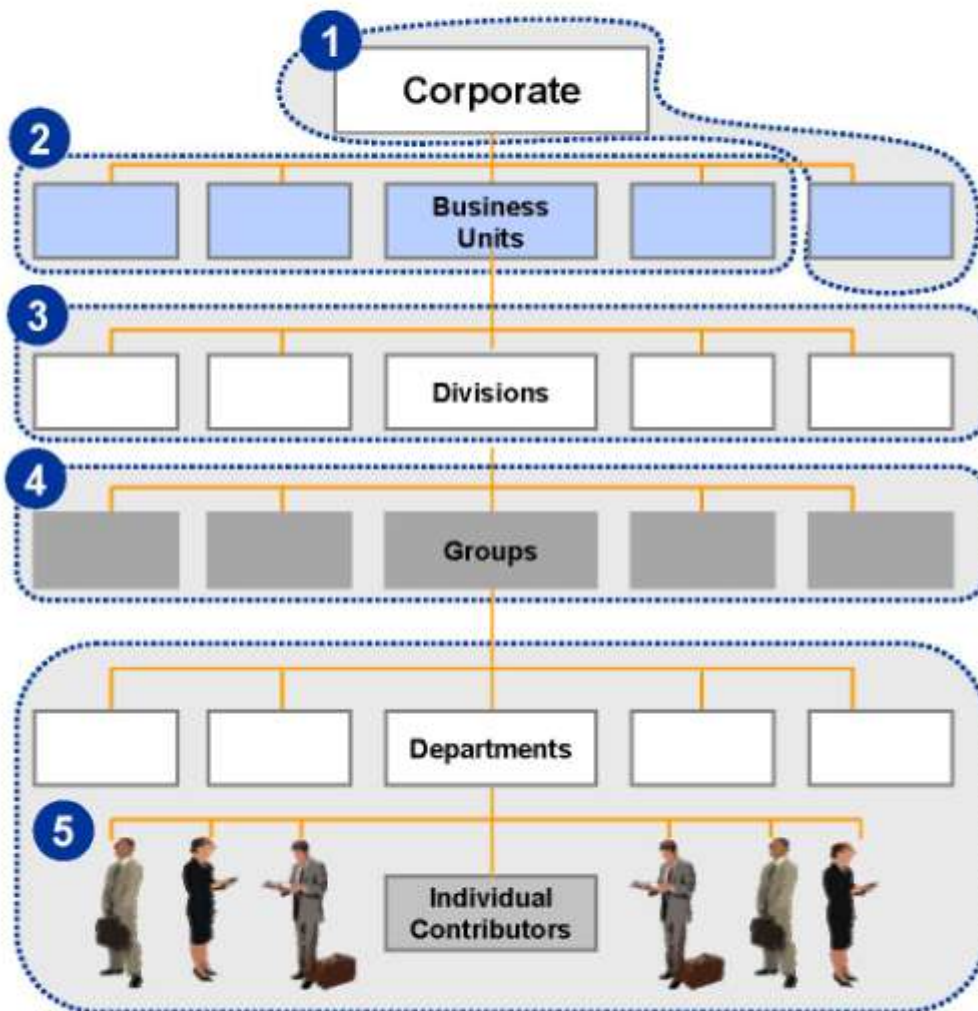 1
Corporate
2
Business
Units
3
Divisions
4
Groups
Departments
5
Individual
Contributors